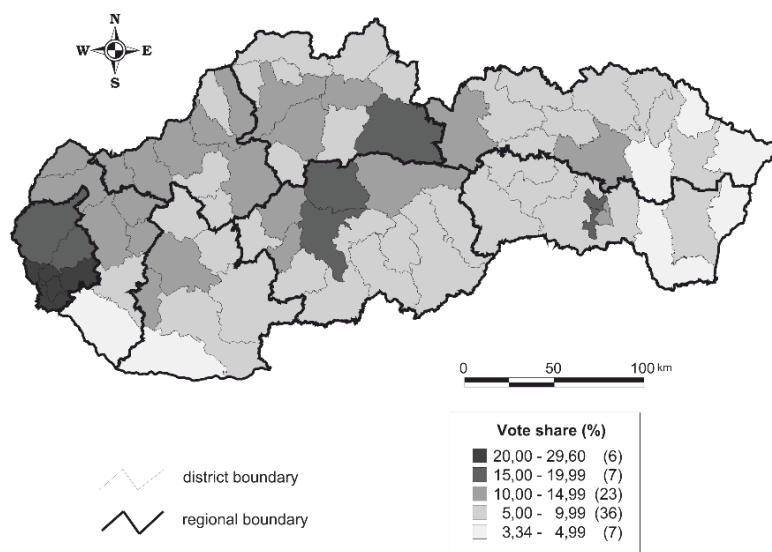 N
W E
S
0 50 100 km
Vote share (%)
20,00 - 29,60 (6)
15,00 - 19,99 (7)
10,00 - 14,99 (23)
5,00 - 9,99 (36)
3,34 - 4,99 (7)
district boundary
regional boundary